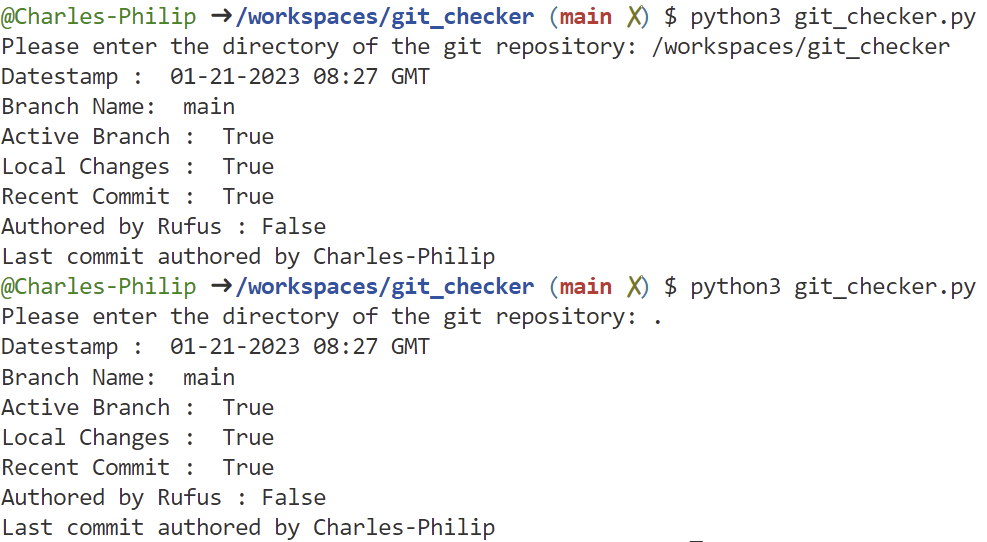 @Charles-Philip ➜/workspaces/git_checker (main ✗) $ python3 git_checker.py
Please enter the directory of the git repository: /workspaces/git_checker
Datestamp :  01-21-2023 08:27 GMT
Branch Name:  main
Active Branch :  True
Local Changes :  True
Recent Commit :  True
Authored by Rufus : False
Last commit authored by Charles-Philip
@Charles-Philip ➜/workspaces/git_checker (main ✗) $ python3 git_checker.py
Please enter the directory of the git repository: .
Datestamp :  01-21-2023 08:27 GMT
Branch Name:  main
Active Branch :  True
Local Changes :  True
Recent Commit :  True
Authored by Rufus : False
Last commit authored by Charles-Philip